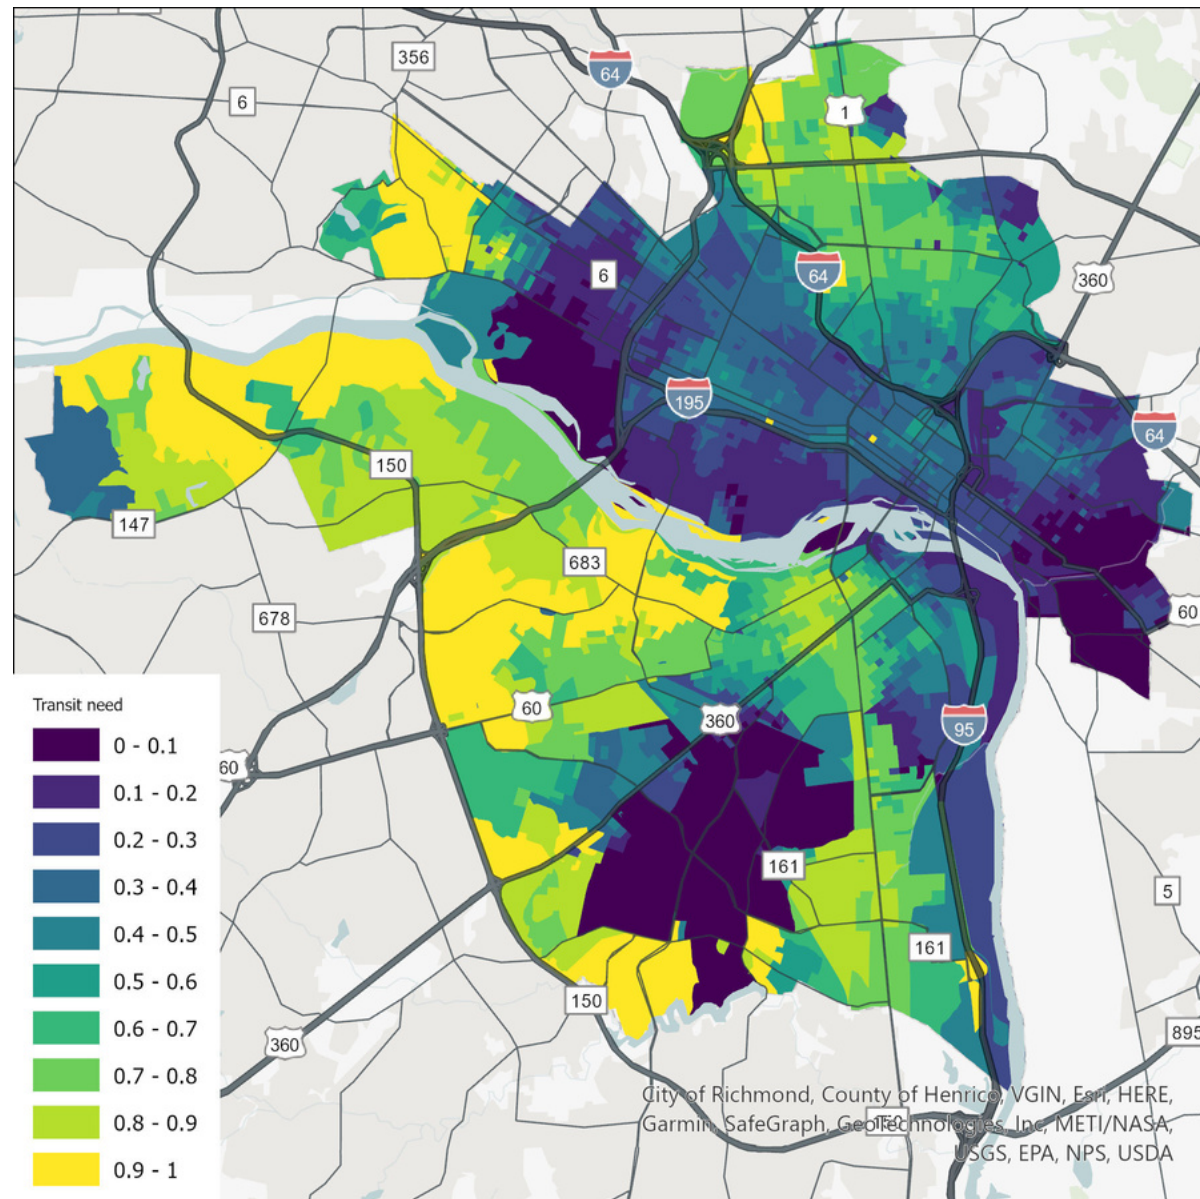 356
64
6
1
6
64
360
195
64
150
147
683
678
60
60
360
60
95
Transit need
0 - 0.1
0.1 - 0.2
0.2 - 0.3
0.3 - 0.4
0.4 - 0.5
0.5 - 0.6
0.6 - 0.7
0.7 - 0.8
0.8 - 0.9
0.9 - 1
161
5
161
150
360
895
City of Richmond, County of Henrico, VGIN, Esri, HERE,
Garmin, SafeGraph, GeoTechnologies, Inc, METI/NASA,
USGS, EPA, NPS, USDA